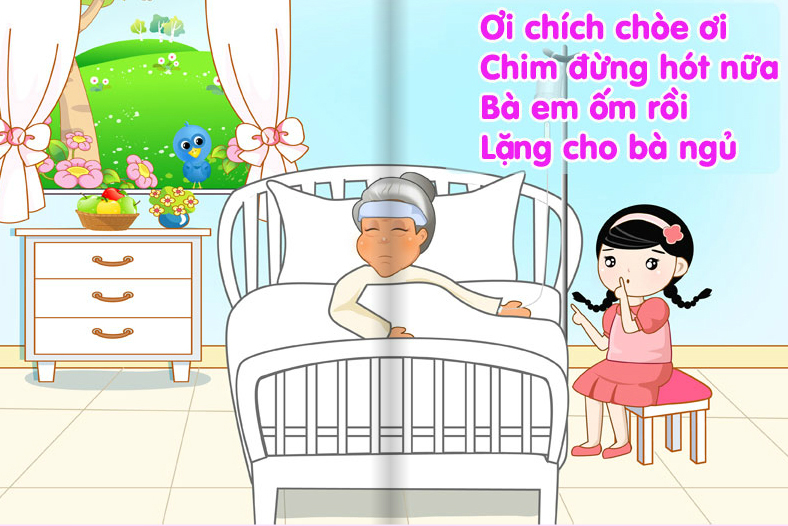 Ơi chích chòe ơi
Chim đừng hót nữa
Bà em ốm rồi
Lặng cho bà ngủ